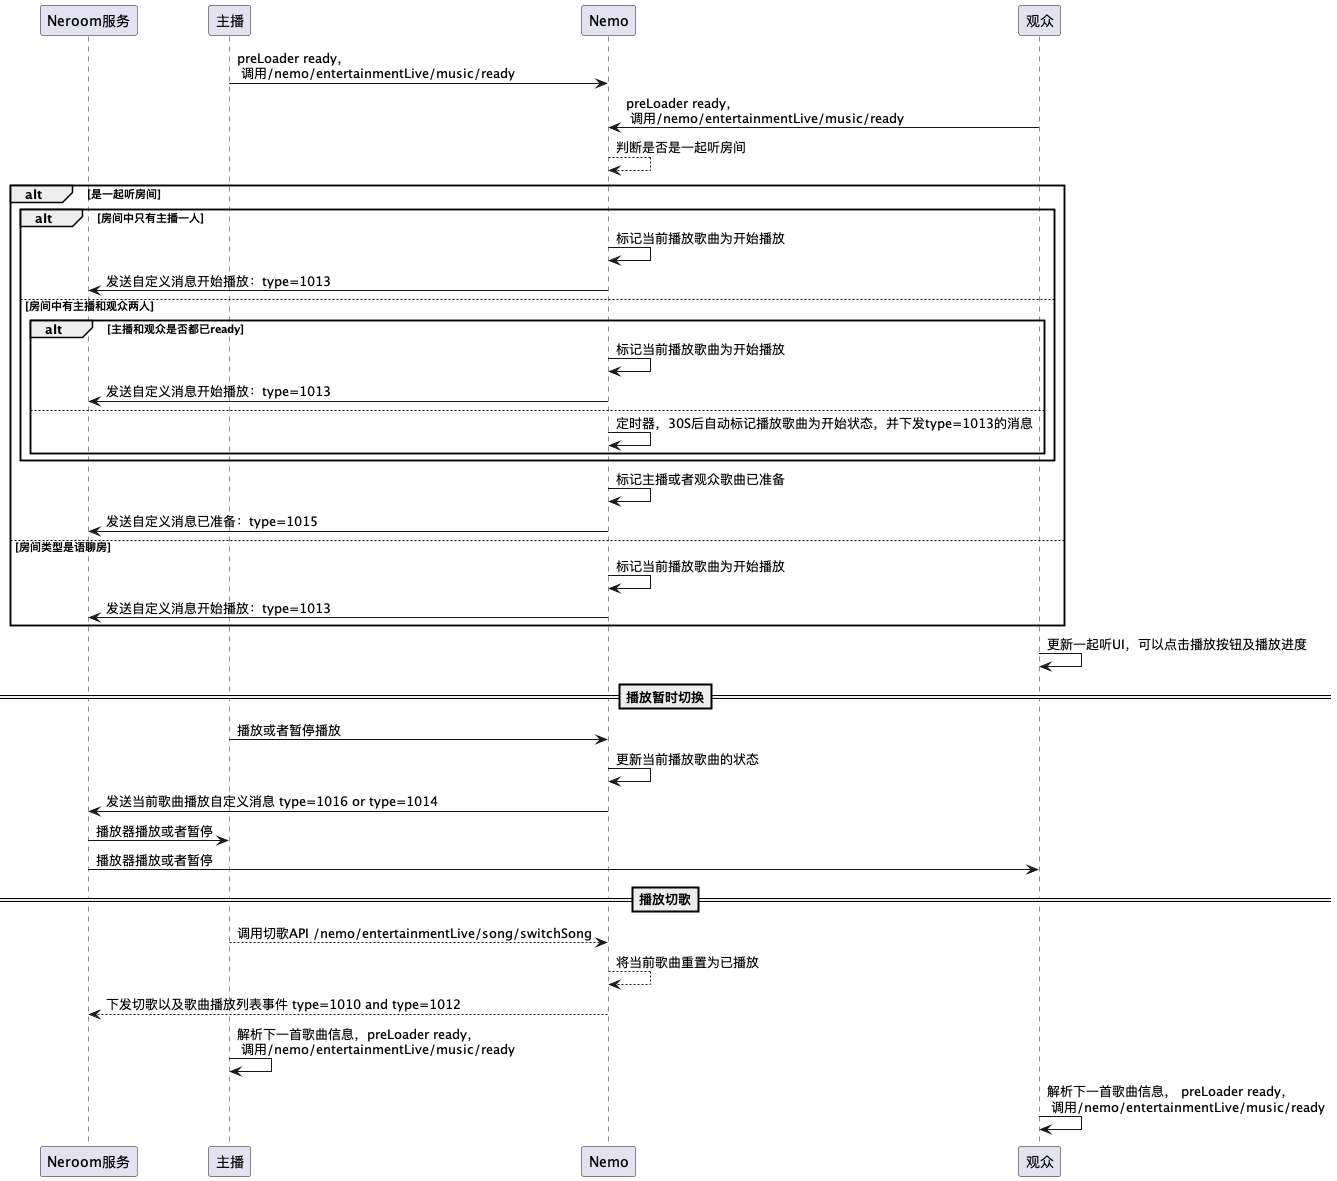 Neroom服务
主播
Nemo
观众
preLoader ready，
调用/nemo/entertainmentLive/music/ready
preLoader ready，
调用/nemo/entertainmentLive/music/ready
判断是否是一起听房间
alt [是一起听房间]
alt [房间中只有主播一人]
标记当前播放歌曲为开始播放
发送自定义消息开始播放：type=1013
[房间中有主播和观众两人]
alt [主播和观众是否都已ready]
标记当前播放歌曲为开始播放
发送自定义消息开始播放：type=1013
定时器，30S后自动标记播放歌曲为开始状态，并下发type=1013的消息
标记主播或者观众歌曲已准备
发送自定义消息已准备：type=1015
[房间类型是语聊房]
标记当前播放歌曲为开始播放
发送自定义消息开始播放：type=1013
更新一起听UI，可以点击播放按钮及播放进度
播放暂时切换
播放或者暂停播放
更新当前播放歌曲的状态
发送当前歌曲播放自定义消息 type=1016 or type=1014
播放器播放或者暂停
播放器播放或者暂停
播放切歌
调用切歌API /nemo/entertainmentLive/song/switchSong
将当前歌曲重置为已播放
下发切歌以及歌曲播放列表事件 type=1010 and type=1012
解析下一首歌曲信息，preLoader ready，
调用/nemo/entertainmentLive/music/ready
解析下一首歌曲信息， preLoader ready，
调用/nemo/entertainmentLive/music/ready
Neroom服务
主播
Nemo
观众